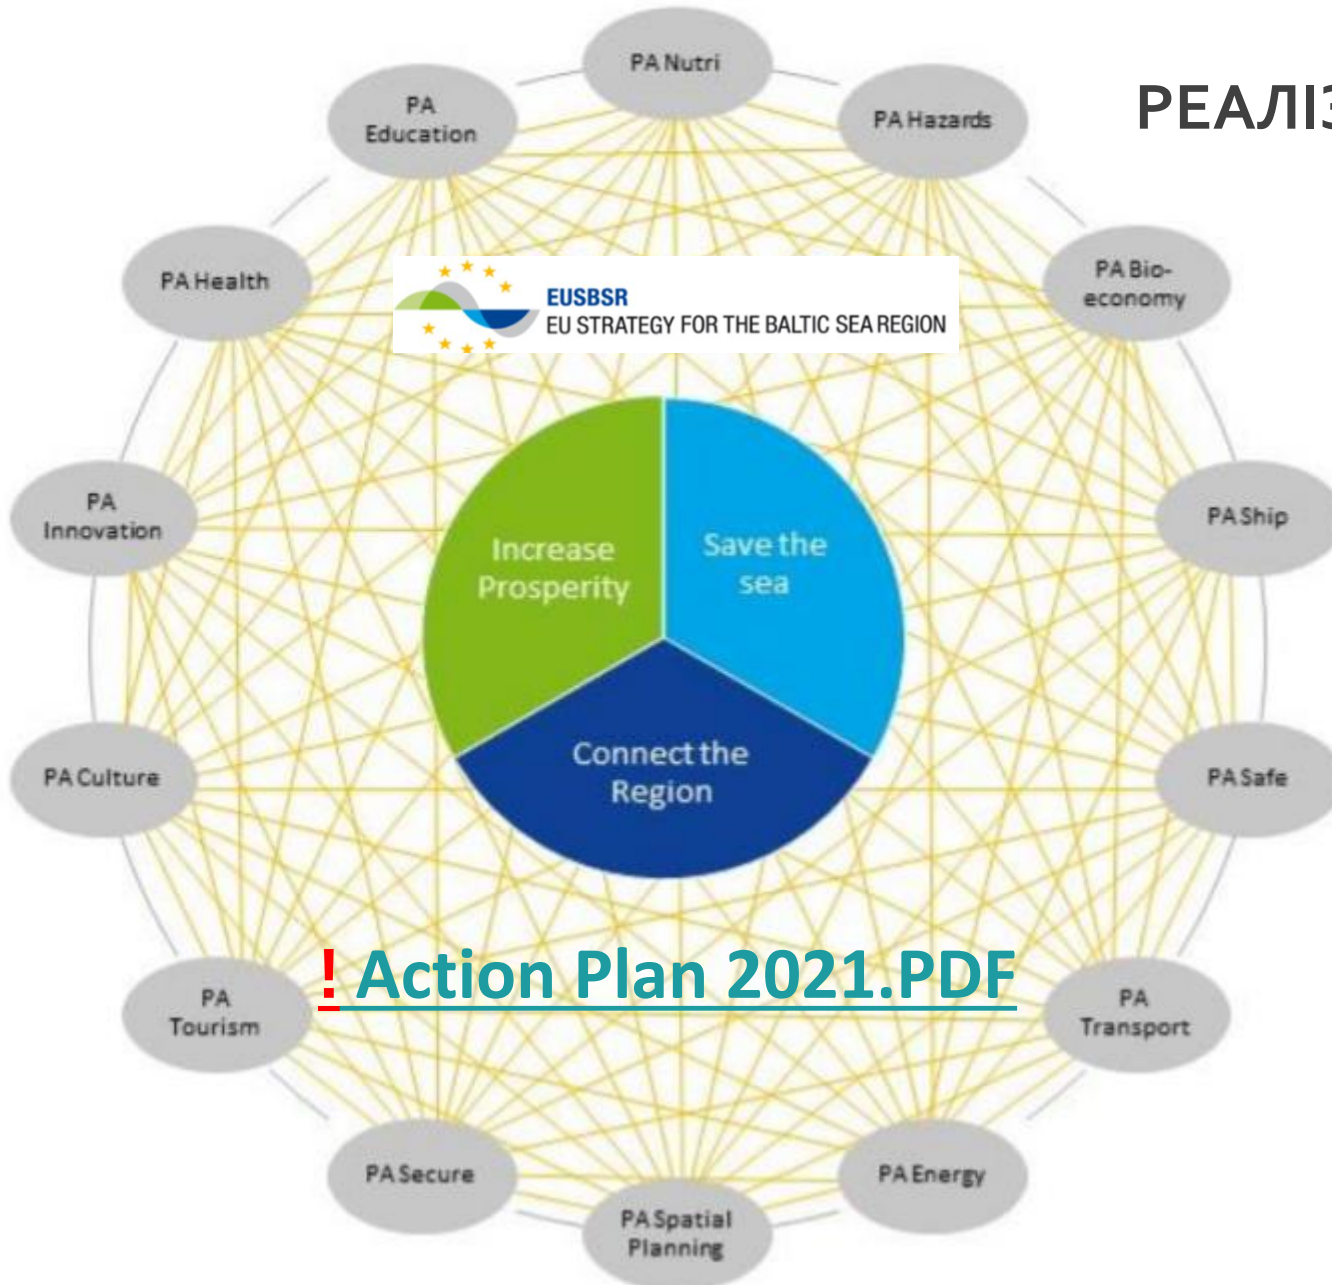 PA Nutri
PA
Education
PA Hazards
РЕАЛІЗ
PA Health
PA Bio-
economy
EUSBSR
EU STRATEGY FOR THE BALTIC SEA REGION
PA
Innovation
PA Ship
Increase
Prosperity
Save the
sea
Connect the
Region
PA Culture
PA Safe
! Action Plan 2021.PDF
PA
Tourism
PA
Transport
PA Secure
PA Energy
PA Spatial
Planning